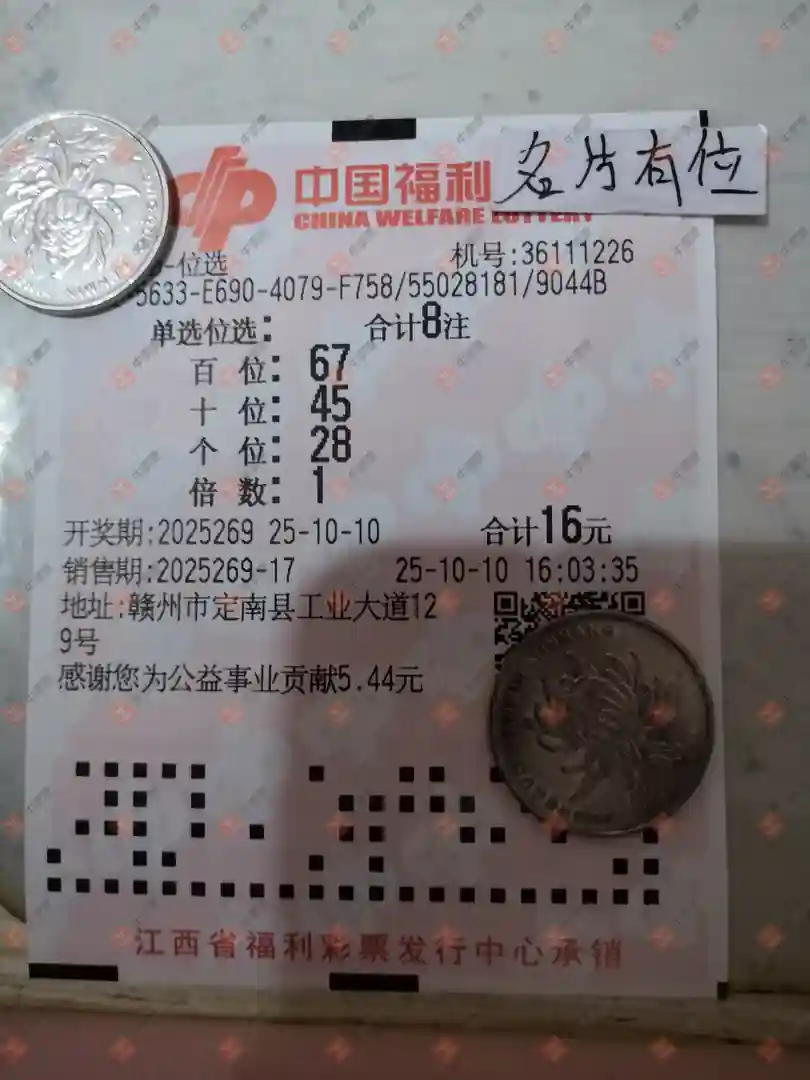 中国福利
名片有位
CHINA WELFARE LOTTERY
-位选
机号:36111226
5633-E690-4079-F758/55028181/9044B
单选位选: 合计8注
百 位: 67
十 位: 45
个 位: 28
倍 数: 1
开奖期:2025269 25-10-10 合计16元
销售期:2025269-17 25-10-10 16:03:35
地址:赣州市定南县工业大道12
9号
感谢您为公益事业贡献5.44元
江西省福利彩票发行中心承销